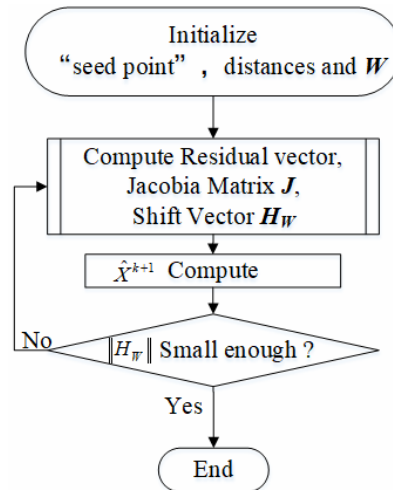 Initialize
“seed point”, distances and W
Compute Residual vector,
Jacobia Matrix J,
Shift Vector H_W
X̂^{k+1} Compute
‖H_W‖ Small enough ?
No
Yes
End